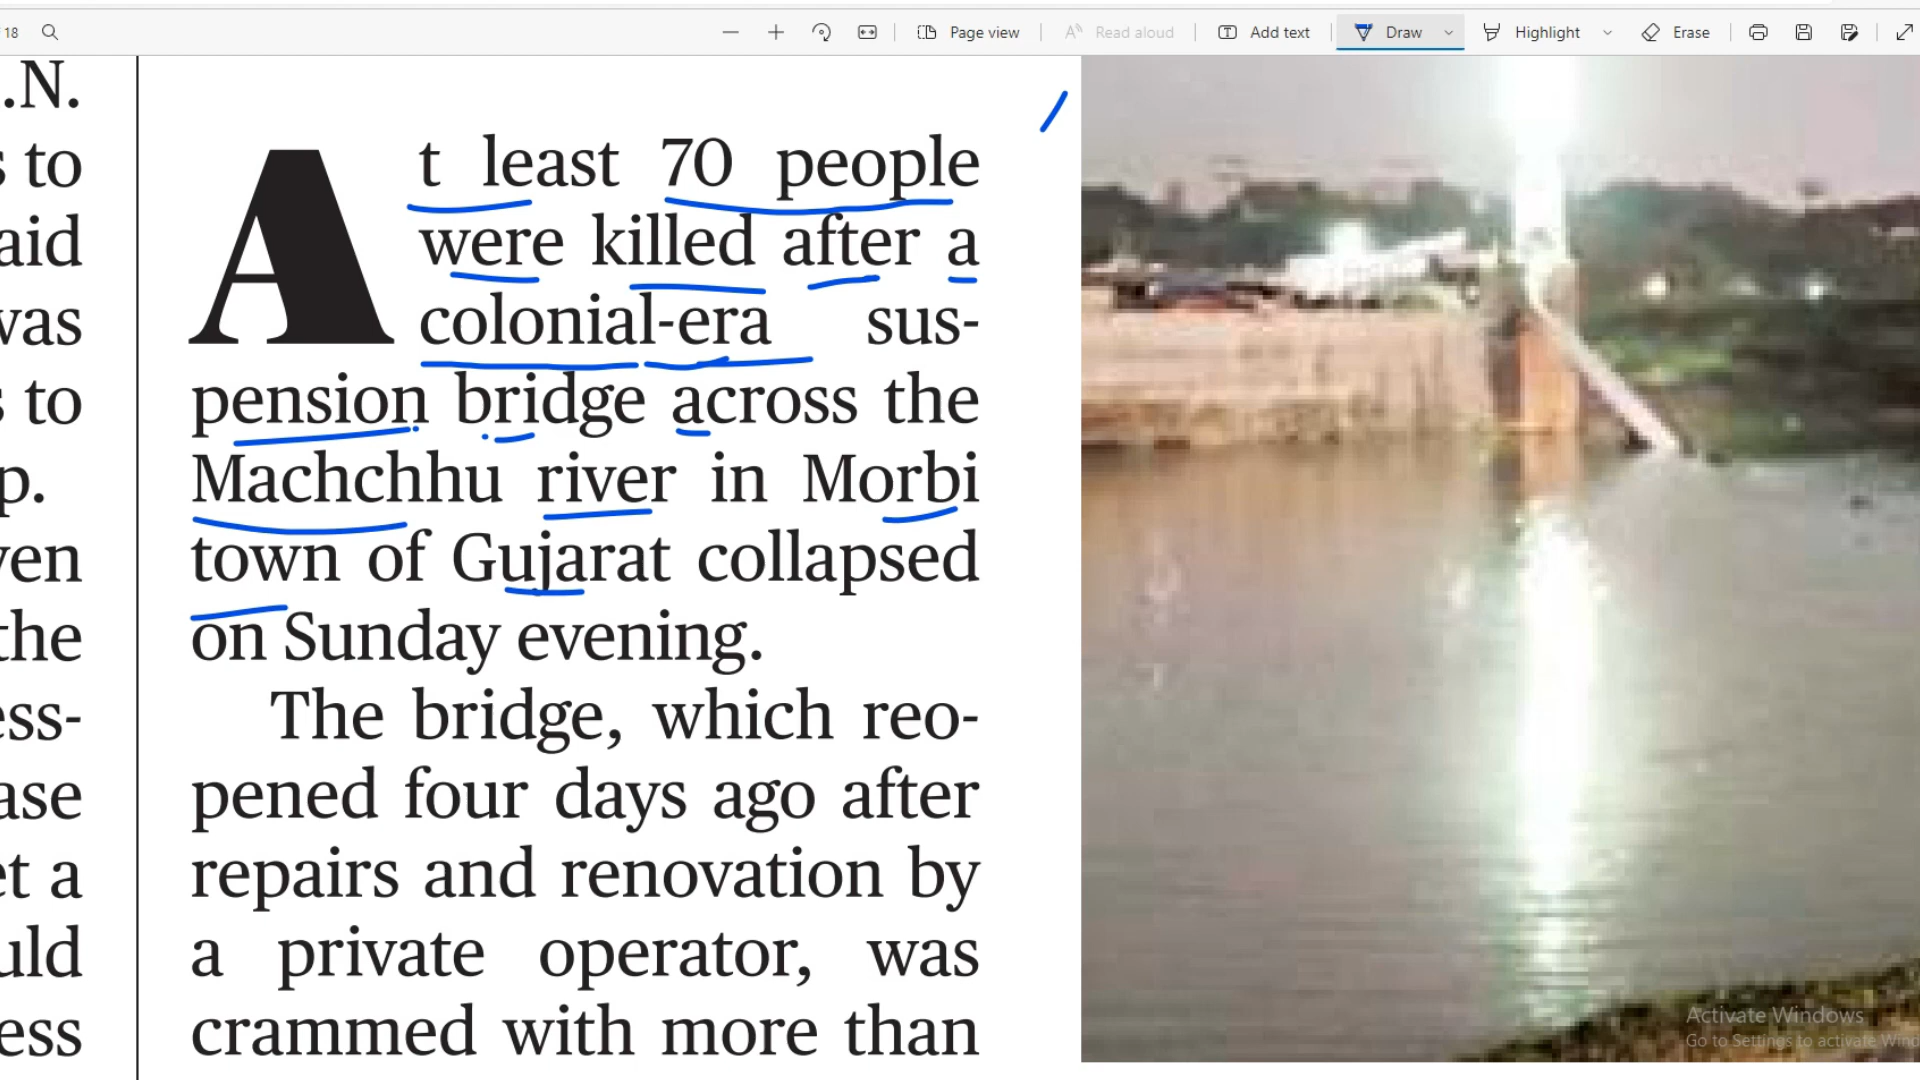 18
Page view
Read aloud
Add text
Draw
Highlight
Erase
.N.
s to
aid
was
s to
p.
ven
the
ess-
ase
et a
uld
ess
At least 70 people
were killed after a
colonial-era sus-
pension bridge across the
Machchhu river in Morbi
town of Gujarat collapsed
on Sunday evening.
The bridge, which reo-
pened four days ago after
repairs and renovation by
a private operator, was
crammed with more than
Activate Windows
Go to Settings to activate Wind